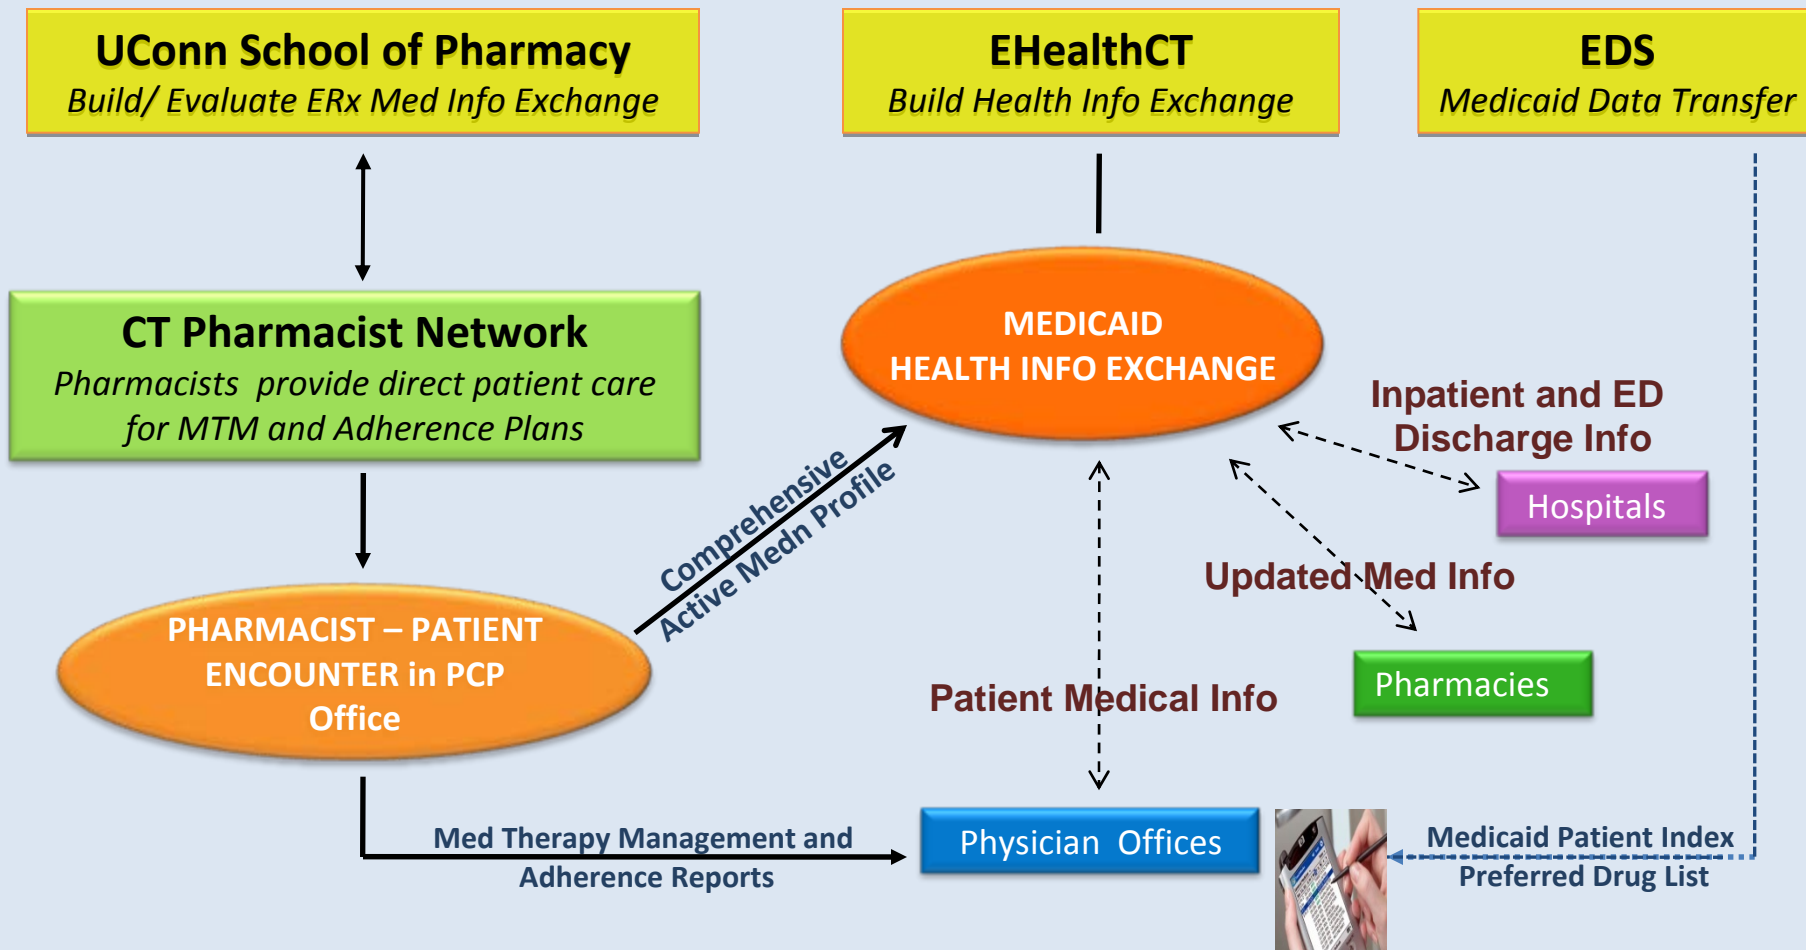 UConn School of Pharmacy
Build/ Evaluate ERx Med Info Exchange
EHealthCT
Build Health Info Exchange
EDS
Medicaid Data Transfer
CT Pharmacist Network
Pharmacists provide direct patient care
for MTM and Adherence Plans
MEDICAID
HEALTH INFO EXCHANGE
Inpatient and ED
Discharge Info
Hospitals
Comprehensive
Active Medn Profile
Updated Med Info
PHARMACIST – PATIENT
ENCOUNTER in PCP
Office
Patient Medical Info
Pharmacies
Med Therapy Management and
Adherence Reports
Physician Offices
Medicaid Patient Index
Preferred Drug List